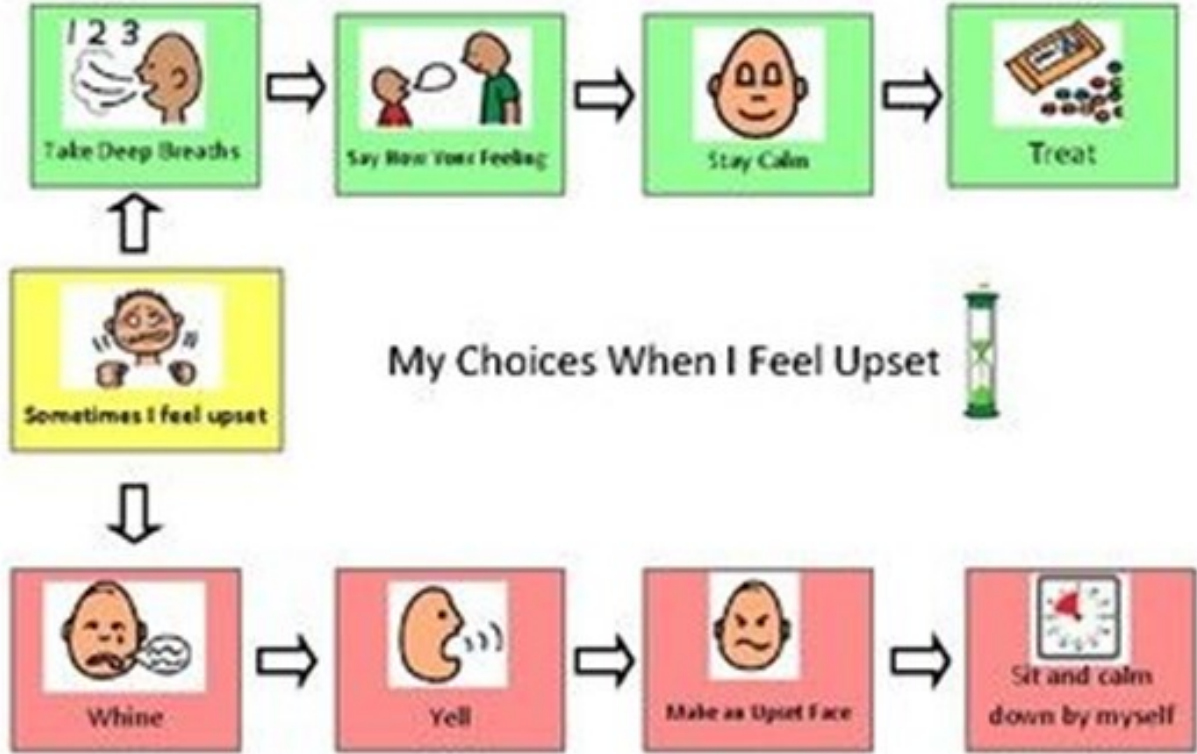 1 2 3
Take Deep Breaths
Say How Your Feeling
Stay Calm
Treat
Sometimes I feel upset
My Choices When I Feel Upset
Whine
Yell
Make an Upset Face
Sit and calm
down by myself